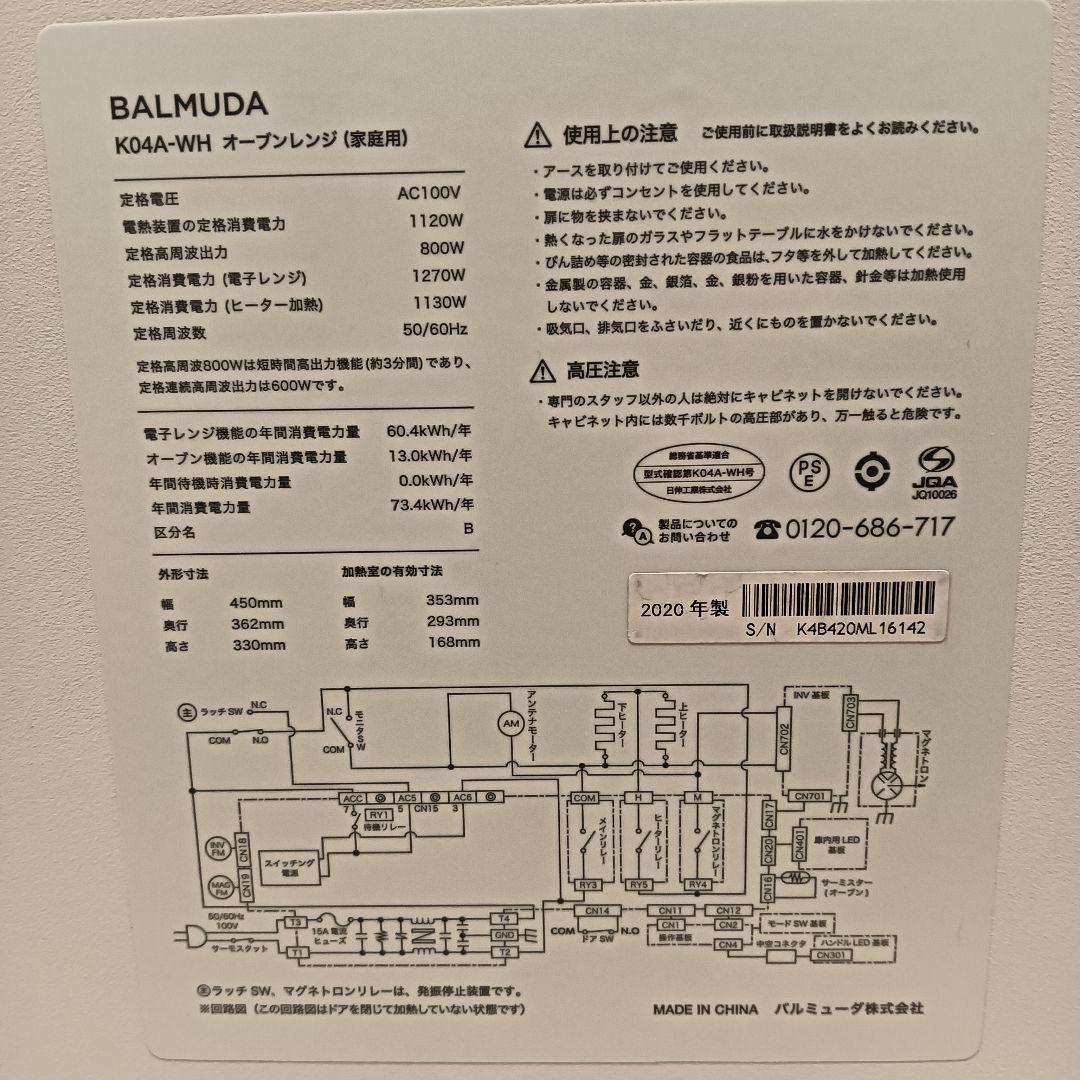 BALMUDA
K04A-WH オーブンレンジ (家庭用)
定格電圧 AC100V
電熱装置の定格消費電力 1120W
定格高周波出力 800W
定格消費電力 (電子レンジ) 1270W
定格消費電力 (ヒーター加熱) 1130W
定格周波数 50/60Hz
定格高周波800Wは短時間高出力機能 (約3分間) であり、
定格連続高周波出力は600Wです。
電子レンジ機能の年間消費電力量 60.4kWh/年
オーブン機能の年間消費電力量 13.0kWh/年
年間待機時消費電力量 0.0kWh/年
年間消費電力量 73.4kWh/年
区分名 B
外形寸法
幅 450mm
奥行 362mm
高さ 330mm
加熱室の有効寸法
幅 353mm
奥行 293mm
高さ 168mm
使用上の注意 ご使用前に取扱説明書をよくお読みください。
・アースを取り付けてご使用ください。
・電源は必ずコンセントを使用してください。
・扉に物を挟まないでください。
・熱くなった扉のガラスやフラットテーブルに水をかけないでください。
・びん詰め等の密封された容器の食品は、フタ等を外して加熱してください。
・金属製の容器、金、銀箔、金、銀粉を用いた容器、針金等は加熱使用
しないでください。
・吸気口、排気口をふさいだり、近くにものを置かないでください。
高圧注意
・専門のスタッフ以外の人は絶対にキャビネットを開けないでください。
キャビネット内には数千ボルトの高圧部があり、万一触ると危険です。
総務省基準適合
型式確認第K04A-WH号
日伸工業株式会社
PS
E
JQA
JQ10026
? A
製品についての
お問い合わせ
0120-686-717
2020 年製
S/N K4B420ML16142
主 ラッチSW N.C
COM N.O
N.C
COM
モニタSW
AM
アンテナモーター
下ヒーター
上ヒーター
INV 基板
CN702
CN703
マグネトロン
CN701
ACC AC5 AC6
7 5 CN15 3
RY1
待機リレー
COM H M
メインリレー
ヒーターリレー
マグネトロンリレー
RY3 RY5 RY4
CN17
CN20
CN16
CN401
庫内用LED
基板
サーミスター
(オーブン)
INV
FM
MAG
FM
CN18
CN19
スイッチング
電源
50/60Hz
100V
サーモスタット
T3
T1
15A 電流
ヒューズ
T4
GND
T2
CN14
COM N.O
ドアSW
CN11 CN12
CN1 CN2
操作基板
CN4
モードSW基板
中空コネクタ
ハンドルLED基板
CN301
主ラッチSW、マグネトロンリレーは、発振停止装置です。
※回路図 (この回路図はドアを閉じて加熱していない状態です)
MADE IN CHINA バルミューダ株式会社